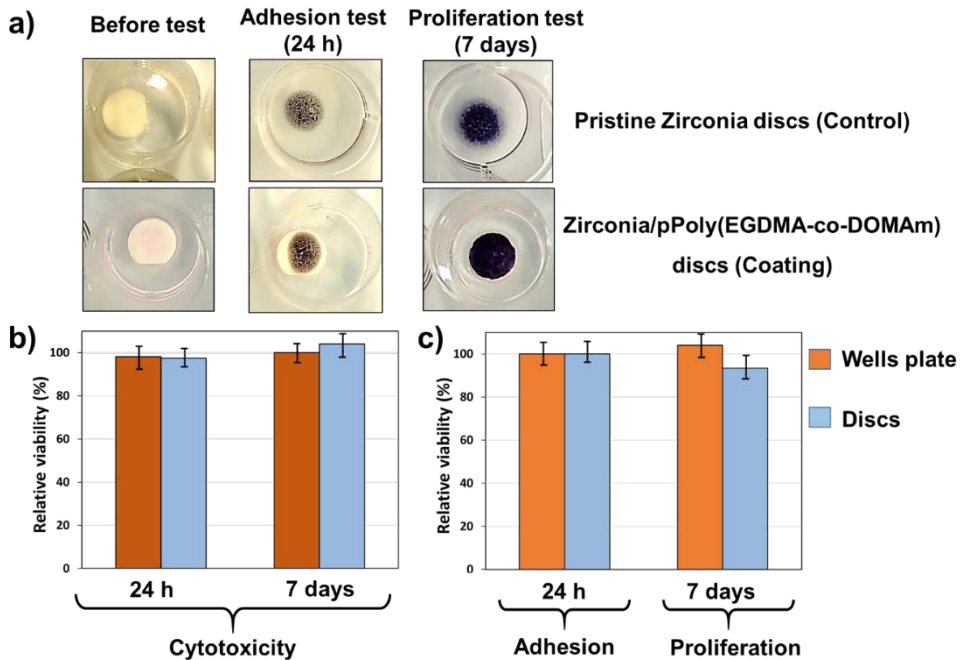 a)
Before test
Adhesion test
(24 h)
Proliferation test
(7 days)
Pristine Zirconia discs (Control)
Zirconia/pPoly(EGDMA-co-DOMAm)
discs (Coating)
b)
Relative viability (%)
100
80
60
40
20
0
24 h
7 days
Cytotoxicity
c)
Relative viability (%)
100
80
60
40
20
0
24 h
7 days
Adhesion
Proliferation
Wells plate
Discs